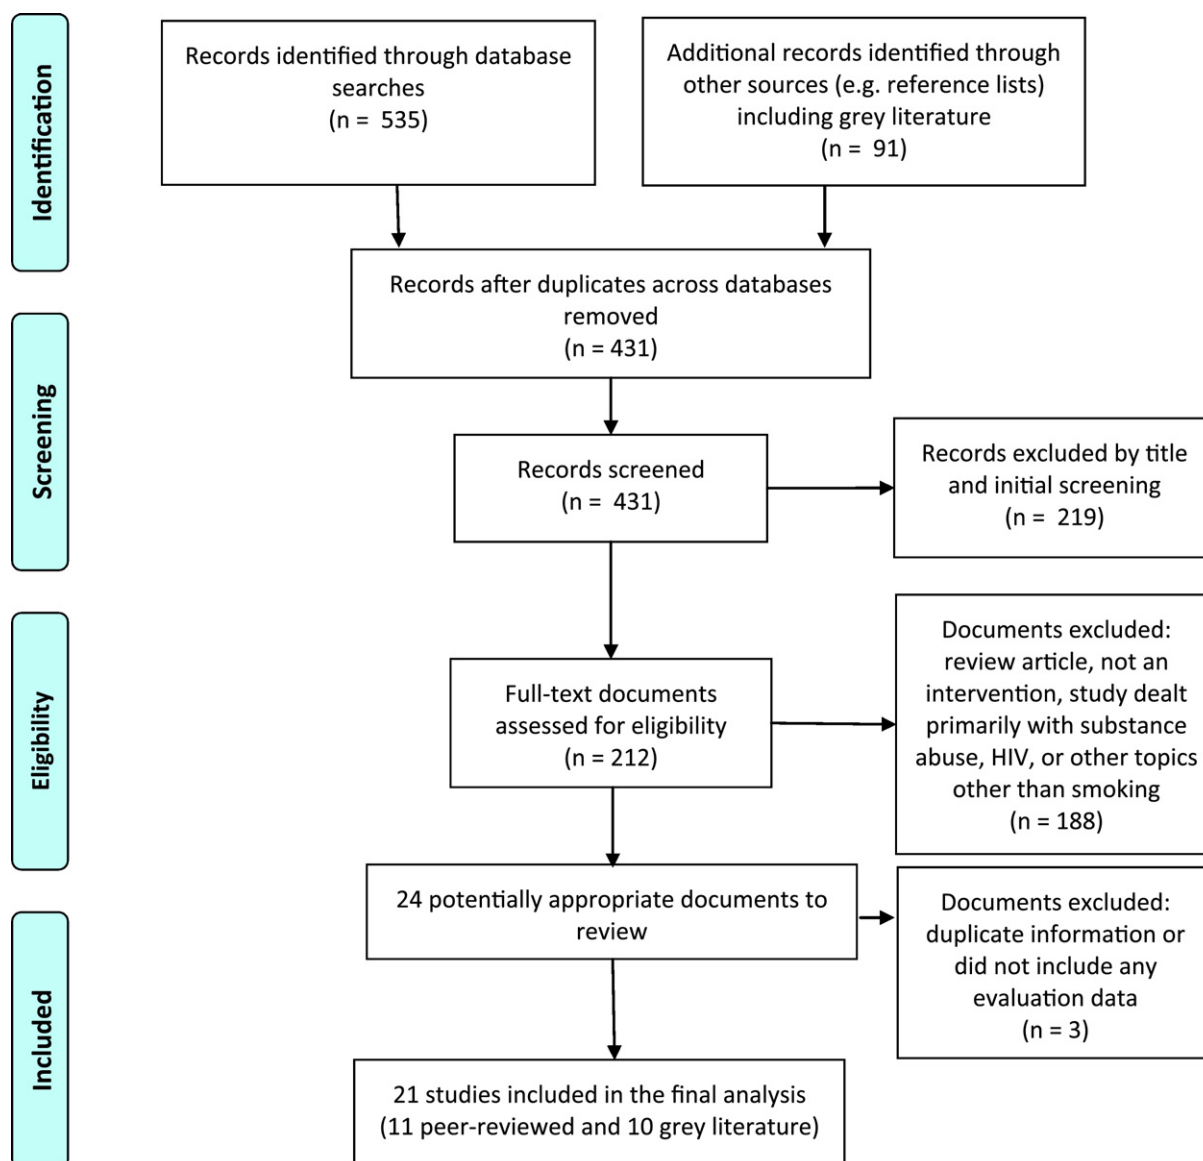 Identification
Records identified through database
searches
(n =  535)
Additional records identified through
other sources (e.g. reference lists)
including grey literature
(n =  91)
Records after duplicates across databases
removed
(n = 431)
Screening
Records screened
(n =  431)
Records excluded by title
and initial screening
(n =  219)
Eligibility
Full-text documents
assessed for eligibility
(n = 212)
Documents excluded:
review article, not an
intervention, study dealt
primarily with substance
abuse, HIV, or other topics
other than smoking
(n = 188)
24 potentially appropriate documents to
review
Documents excluded:
duplicate information or
did not include any
evaluation data
(n = 3)
Included
21 studies included in the final analysis
(11 peer-reviewed and 10 grey literature)